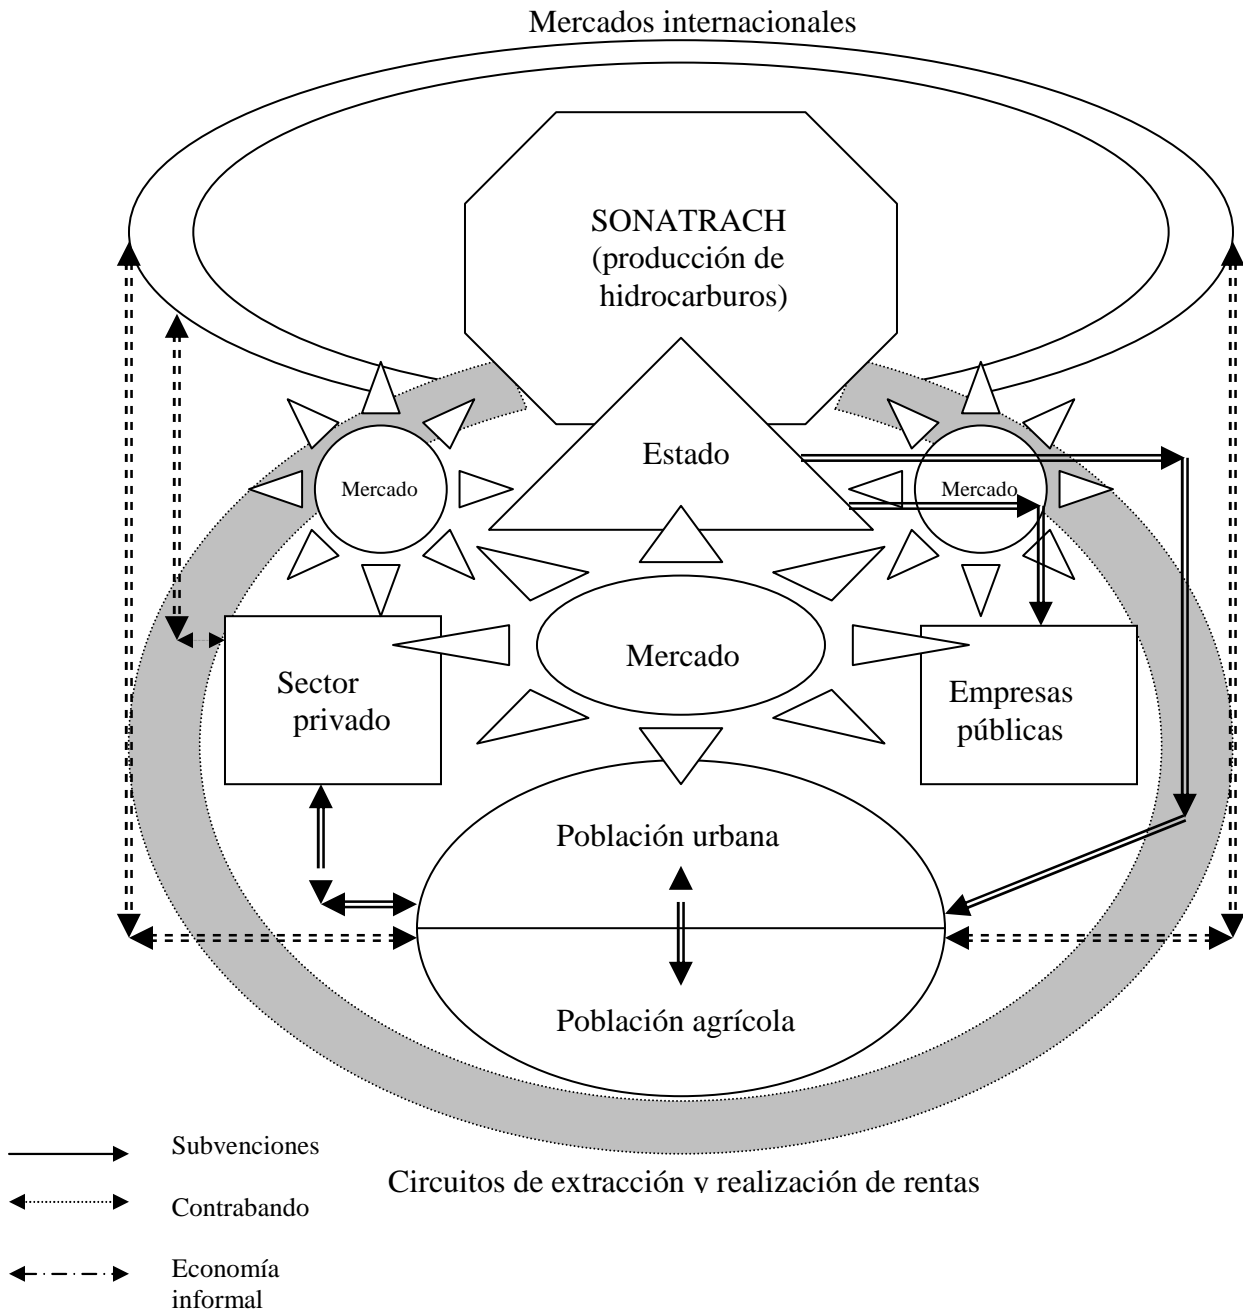 Mercados internacionales
SONATRACH
(producción de
hidrocarburos)
Estado
Mercado
Mercado
Mercado
Sector
privado
Empresas
públicas
Población urbana
Población agrícola
Subvenciones
Circuitos de extracción y realización de rentas
Contrabando
Economía
informal